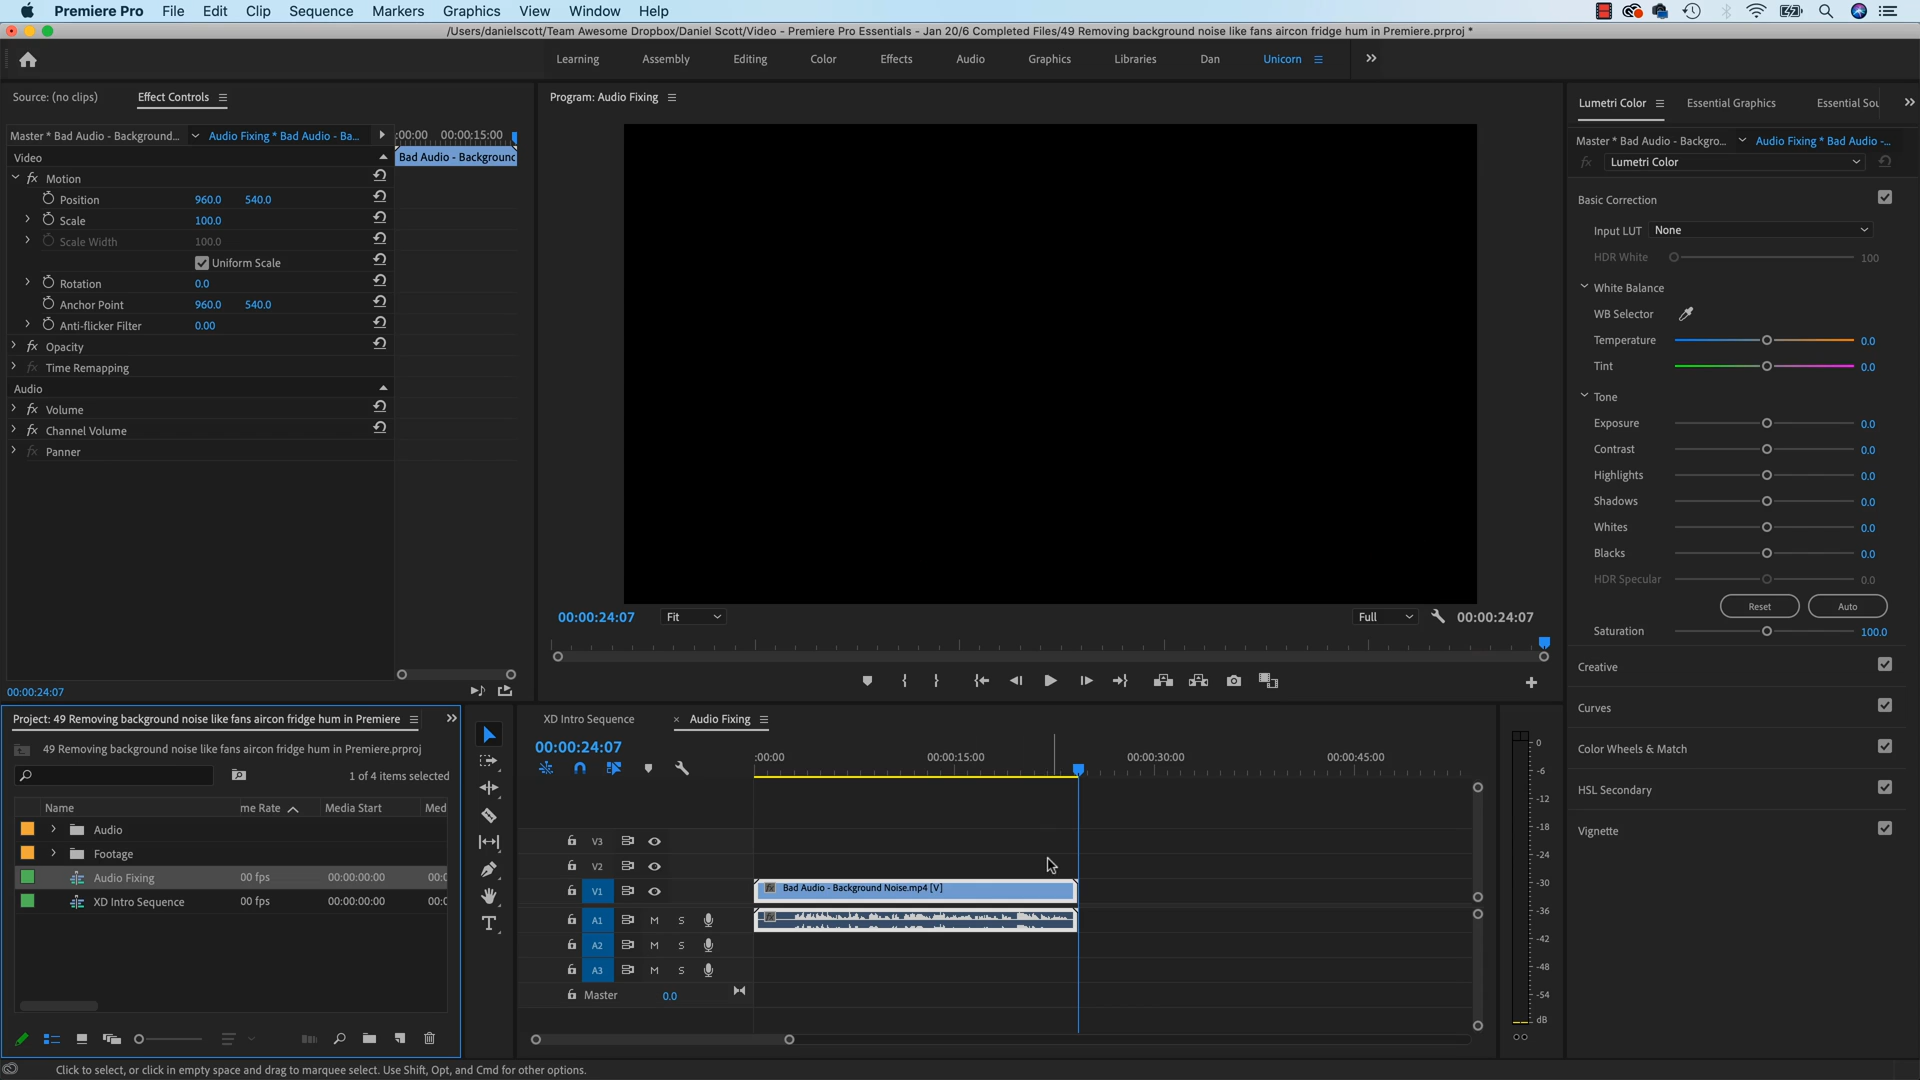 Premiere Pro File Edit Clip Sequence Markers Graphics View Window Help
/Users/danielscott/Team Awesome Dropbox/Daniel Scott/Video - Premiere Pro Essentials - Jan 20/6 Completed Files/49 Removing background noise like fans aircon fridge hum in Premiere.prproj *
Learning Assembly Editing Color Effects Audio Graphics Libraries Dan Unicorn
Source: (no clips) Effect Controls
Master * Bad Audio - Background... Audio Fixing * Bad Audio - Ba...
:00:00 00:00:15:00
Bad Audio - Background
Video
fx Motion
Position 960.0 540.0
Scale 100.0
Scale Width 100.0
Uniform Scale
Rotation 0.0
Anchor Point 960.0 540.0
Anti-flicker Filter 0.00
fx Opacity
fx Time Remapping
Audio
fx Volume
fx Channel Volume
fx Panner
00:00:24:07
Program: Audio Fixing
00:00:24:07 Fit Full 00:00:24:07
Lumetri Color Essential Graphics Essential Sou
Master * Bad Audio - Backgro... Audio Fixing * Bad Audio -...
fx Lumetri Color
Basic Correction
Input LUT None
HDR White 100
White Balance
WB Selector
Temperature 0.0
Tint 0.0
Tone
Exposure 0.0
Contrast 0.0
Highlights 0.0
Shadows 0.0
Whites 0.0
Blacks 0.0
HDR Specular 0.0
Reset Auto
Saturation 100.0
Creative
Curves
Color Wheels & Match
HSL Secondary
Vignette
Project: 49 Removing background noise like fans aircon fridge hum in Premiere
49 Removing background noise like fans aircon fridge hum in Premiere.prproj
1 of 4 items selected
Name me Rate Media Start Med
Audio
Footage
Audio Fixing 00 fps 00:00:00:00 00:0
XD Intro Sequence 00 fps 00:00:00:00 00:0
XD Intro Sequence × Audio Fixing
00:00:24:07
:00:00 00:00:15:00 00:00:30:00 00:00:45:00
V3
V2
V1 fx Bad Audio - Background Noise.mp4 [V]
A1 M S
A2 M S
A3 M S
Master 0.0
0
-6
-12
-18
-24
-30
-36
-42
-48
-54
dB
Click to select, or click in empty space and drag to marquee select. Use Shift, Opt, and Cmd for other options.